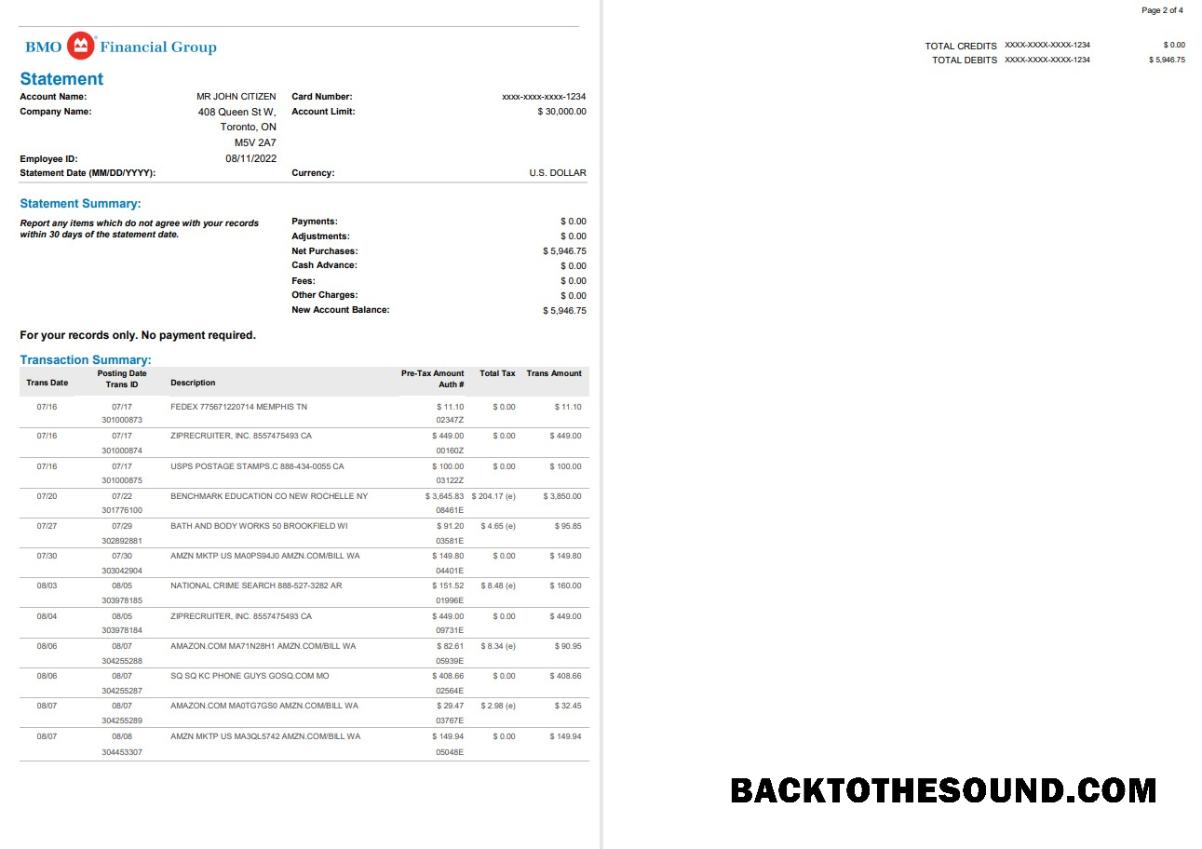 BMO Financial Group
Statement
Account Name: MR JOHN CITIZEN Card Number: xxxx-xxxx-xxxx-1234
Company Name: 408 Queen St W, Account Limit: $ 30,000.00
Toronto, ON
M5V 2A7
Employee ID: 08/11/2022
Statement Date (MM/DD/YYYY): Currency: U.S. DOLLAR
Statement Summary:
Report any items which do not agree with your records
within 30 days of the statement date.
Payments: $ 0.00
Adjustments: $ 0.00
Net Purchases: $ 5,946.75
Cash Advance: $ 0.00
Fees: $ 0.00
Other Charges: $ 0.00
New Account Balance: $ 5,946.75
For your records only. No payment required.
Transaction Summary:
Trans Date Posting Date Description Pre-Tax Amount Total Tax Trans Amount
Trans ID Auth #
07/16 07/17 FEDEX 775671220714 MEMPHIS TN $ 11.10 $ 0.00 $ 11.10
301000873 02347Z
07/16 07/17 ZIPRECRUITER, INC. 8557475493 CA $ 449.00 $ 0.00 $ 449.00
301000874 00160Z
07/16 07/17 USPS POSTAGE STAMPS.C 888-434-0055 CA $ 100.00 $ 0.00 $ 100.00
301000875 03122Z
07/20 07/22 BENCHMARK EDUCATION CO NEW ROCHELLE NY $ 3,645.83 $ 204.17 (e) $ 3,850.00
301776100 08461E
07/27 07/29 BATH AND BODY WORKS 50 BROOKFIELD WI $ 91.20 $ 4.65 (e) $ 95.85
302892881 03581E
07/30 07/30 AMZN MKTP US MA0PS94J0 AMZN.COM/BILL WA $ 149.80 $ 0.00 $ 149.80
303042904 04401E
08/03 08/05 NATIONAL CRIME SEARCH 888-527-3282 AR $ 151.52 $ 8.48 (e) $ 160.00
303978185 01996E
08/04 08/05 ZIPRECRUITER, INC. 8557475493 CA $ 449.00 $ 0.00 $ 449.00
303978184 09731E
08/06 08/07 AMAZON.COM MA71N28H1 AMZN.COM/BILL WA $ 82.61 $ 8.34 (e) $ 90.95
304255288 05939E
08/06 08/07 SQ SQ KC PHONE GUYS GOSQ.COM MO $ 408.66 $ 0.00 $ 408.66
304255287 02564E
08/07 08/07 AMAZON.COM MA0TG7GS0 AMZN.COM/BILL WA $ 29.47 $ 2.98 (e) $ 32.45
304255289 03767E
08/07 08/08 AMZN MKTP US MA3QL5742 AMZN.COM/BILL WA $ 149.94 $ 0.00 $ 149.94
304453307 05048E
Page 2 of 4
TOTAL CREDITS XXXX-XXXX-XXXX-1234 $ 0.00
TOTAL DEBITS XXXX-XXXX-XXXX-1234 $ 5,946.75
BACKTOTHESOUND.COM